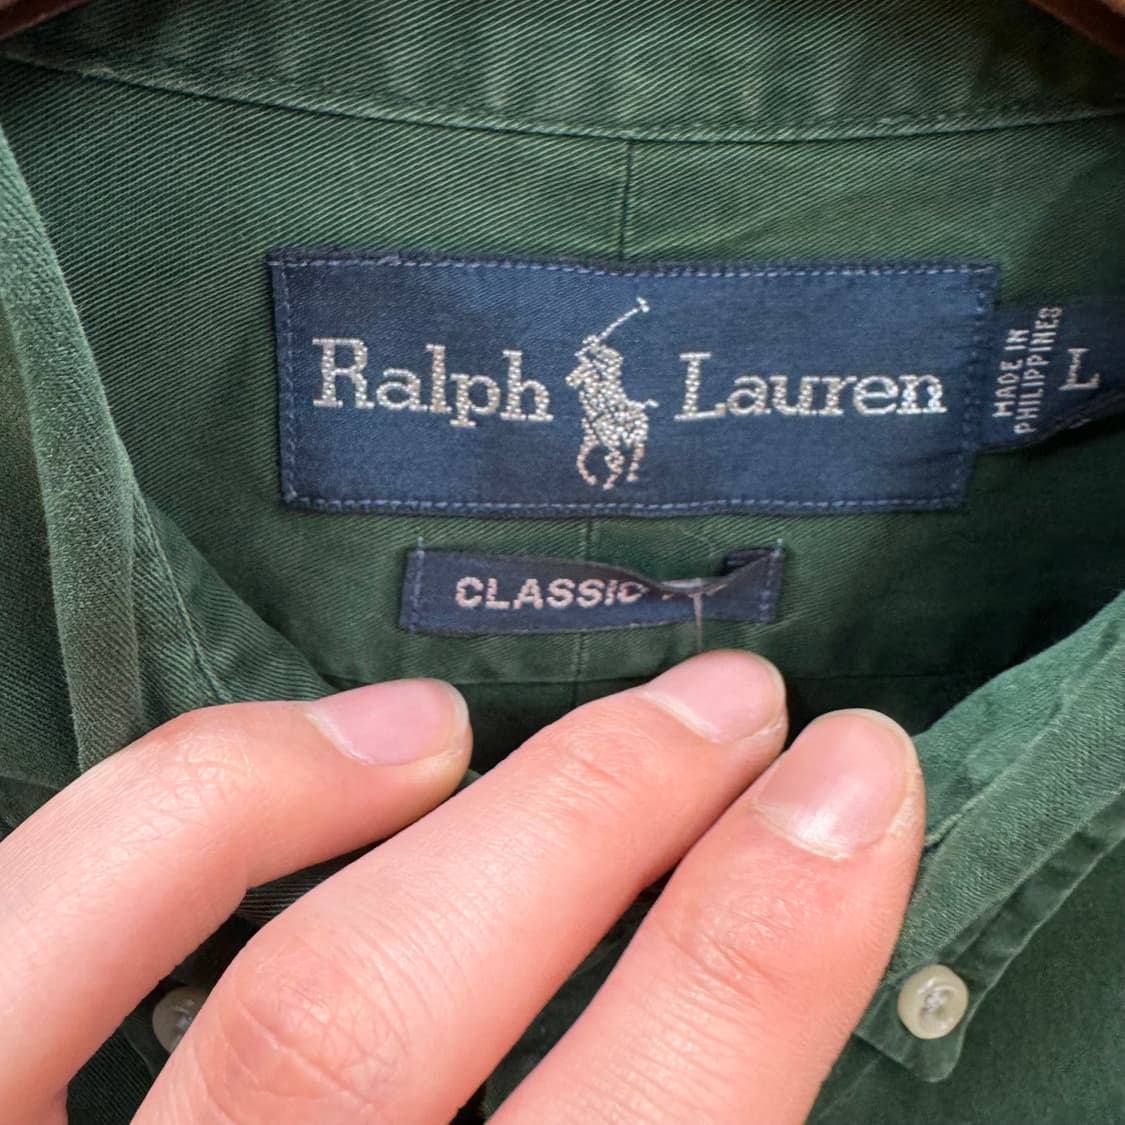 Ralph Lauren
MADE IN
PHILIPPINES
L
CLASSIC